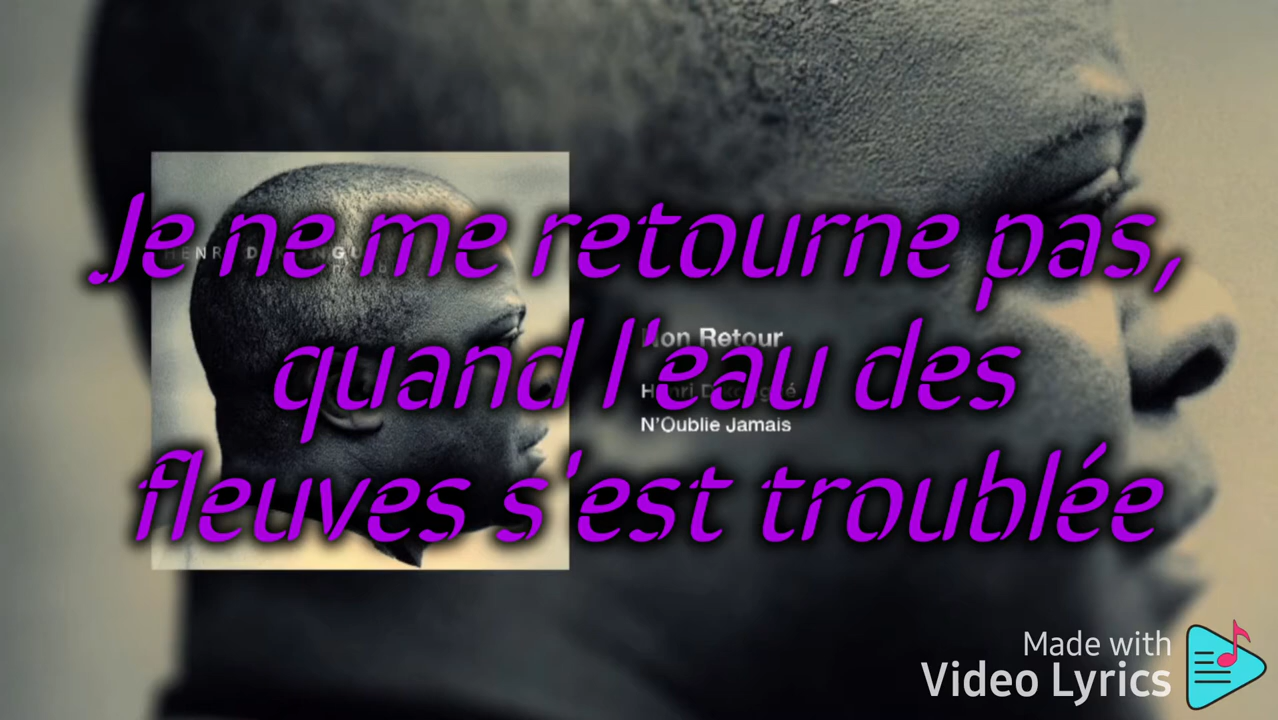 Je ne me retourne pas,
quand l'eau des
fleuves s'est troublée
HENRI
Mon Retour
Henri Dikongué
N'Oublie Jamais
Made with
Video Lyrics